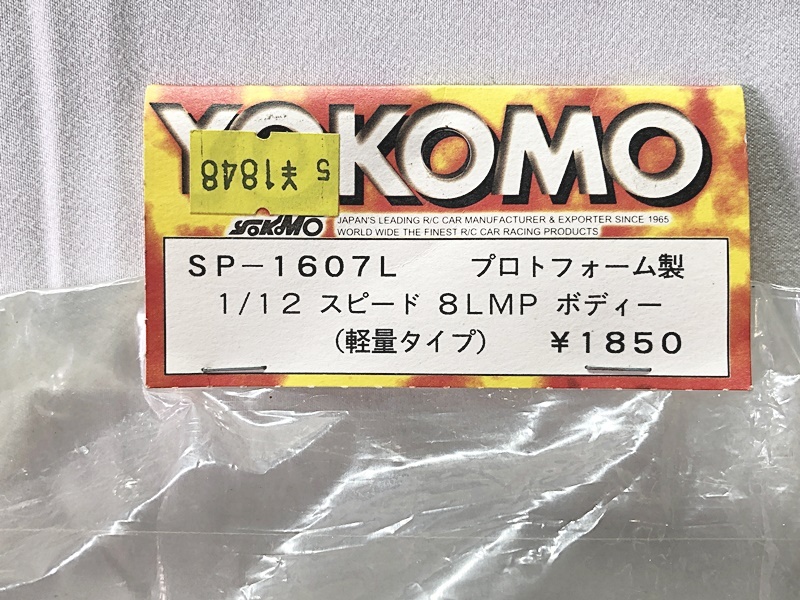 YOKOMO
5 ¥1848
YOKOMO
JAPAN'S LEADING R/C CAR MANUFACTURER & EXPORTER SINCE 1965
WORLD WIDE THE FINEST R/C CAR RACING PRODUCTS
SP-1607L プロトフォーム製
1/12 スピード 8LMP ボディー
(軽量タイプ) ¥1850